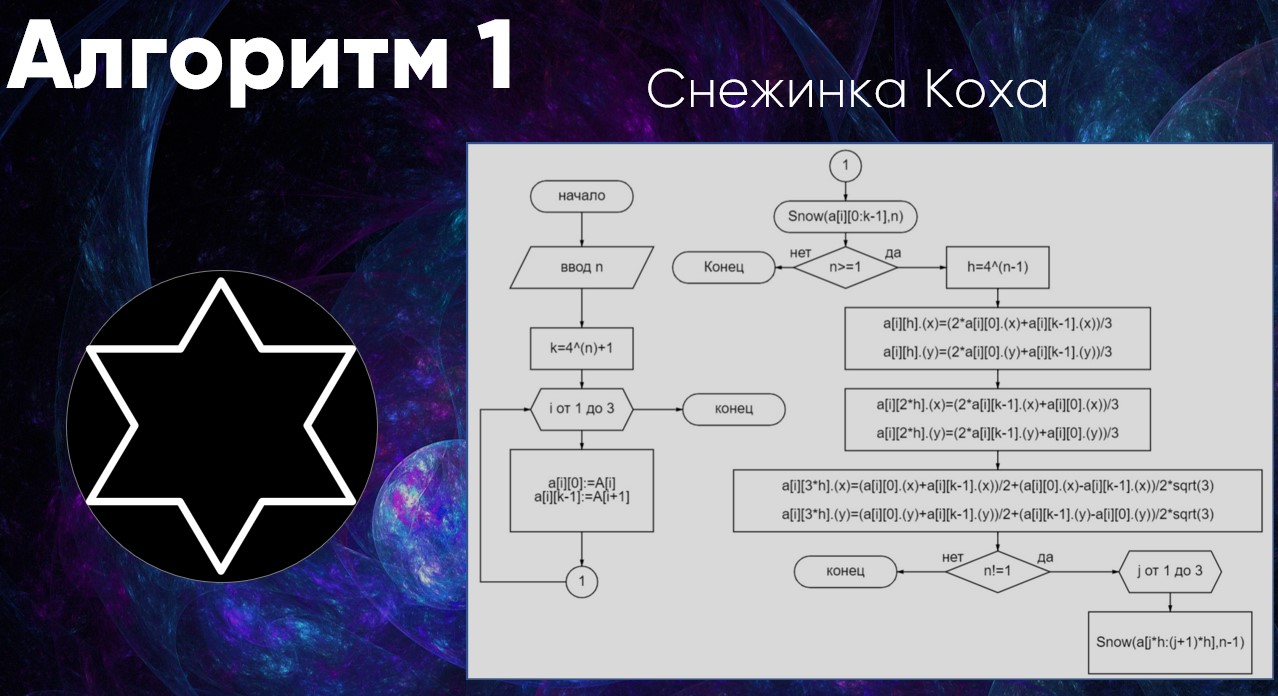 Алгоритм 1
Снежинка Коха
начало
ввод n
k=4^(n)+1
i от 1 до 3
конец
a[i][0]:=A[i]
a[i][k-1]:=A[i+1]
1
1
Snow(a[i][0:k-1],n)
нет
да
Конец
n>=1
h=4^(n-1)
a[i][h].(x)=(2*a[i][0].(x)+a[i][k-1].(x))/3
a[i][h].(y)=(2*a[i][0].(y)+a[i][k-1].(y))/3
a[i][2*h].(x)=(2*a[i][k-1].(x)+a[i][0].(x))/3
a[i][2*h].(y)=(2*a[i][k-1].(y)+a[i][0].(y))/3
a[i][3*h].(x)=(a[i][0].(x)+a[i][k-1].(x))/2+(a[i][0].(x)-a[i][k-1].(x))/2*sqrt(3)
a[i][3*h].(y)=(a[i][0].(y)+a[i][k-1].(y))/2+(a[i][k-1].(y)-a[i][0].(y))/2*sqrt(3)
нет
да
конец
n!=1
j от 1 до 3
Snow(a[j*h:(j+1)*h],n-1)